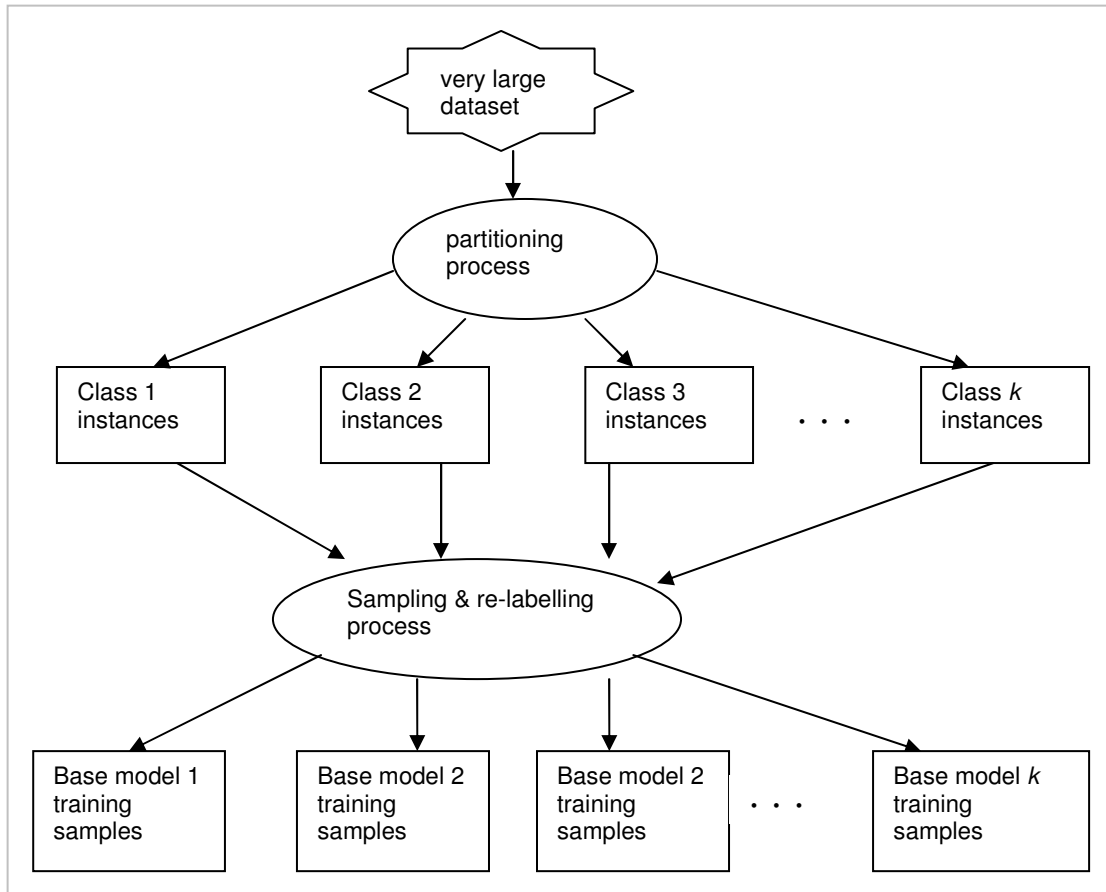 very large
dataset
partitioning
process
Class 1
instances
Class 2
instances
Class 3
instances
. . .
Class k
instances
Sampling & re-labelling
process
Base model 1
training
samples
Base model 2
training
samples
Base model 2
training
samples
. . .
Base model k
training
samples